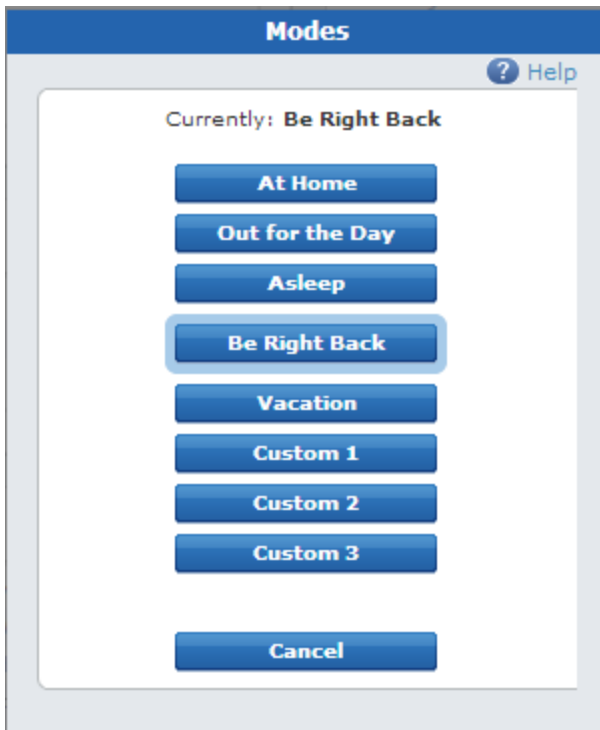 Modes
? Help
Currently: Be Right Back
At Home
Out for the Day
Asleep
Be Right Back
Vacation
Custom 1
Custom 2
Custom 3
Cancel